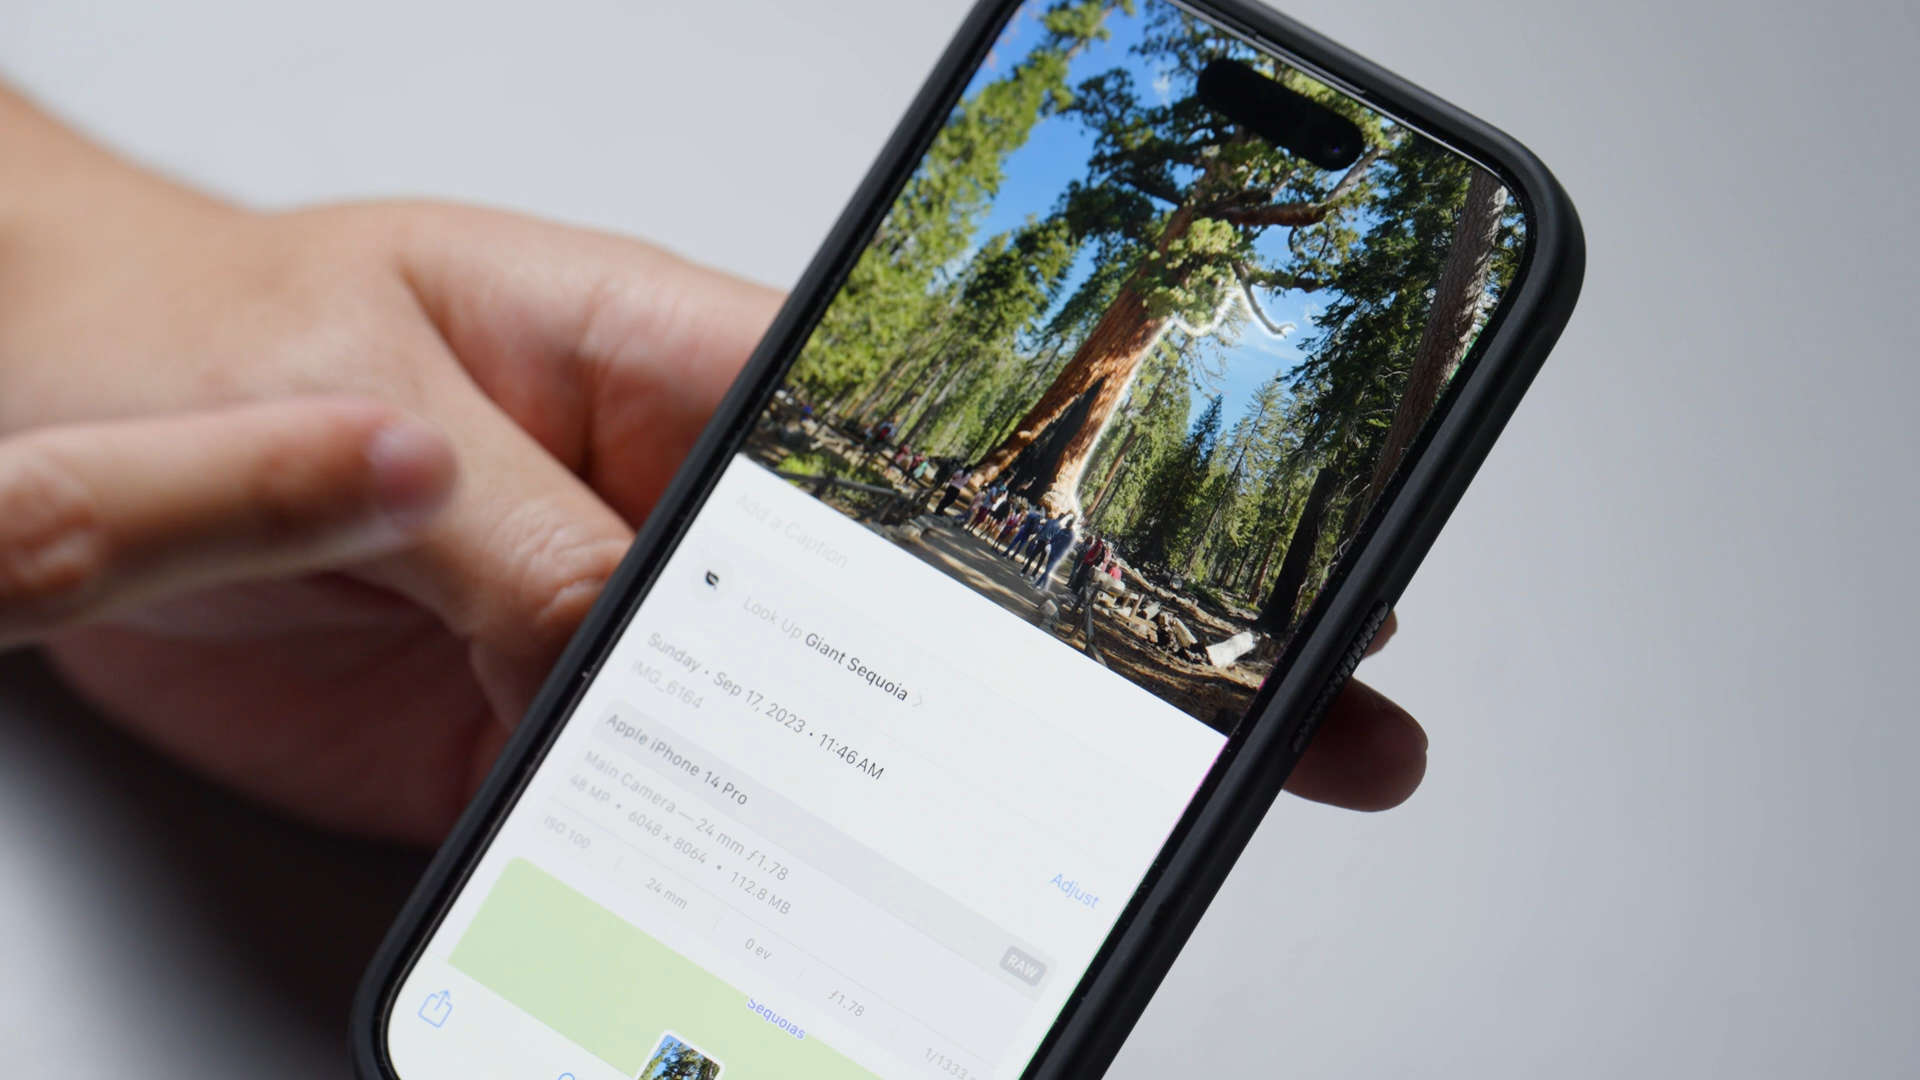 Add a Caption
Look Up Giant Sequoia
Sunday • Sep 17, 2023 • 11:46 AM
IMG_6164
Adjust
Apple iPhone 14 Pro
RAW
Main Camera — 24 mm ƒ1.78
48 MP • 6048 x 8064 • 112.8 MB
ISO 100
24 mm
0 ev
ƒ1.78
1/1333
Sequoias